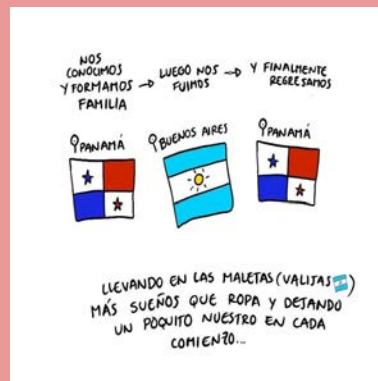 NOS
CONOCIMOS
Y FORMAMOS
FAMILIA
LUEGO NOS
FUIMOS
Y FINALMENTE
REGRESAMOS
PANAMÁ
BUENOS AIRES
PANAMÁ
LLEVANDO EN LAS MALETAS (VALIJAS)
MÁS SUEÑOS QUE ROPA Y DEJANDO
UN POQUITO NUESTRO EN CADA
COMIENZO...